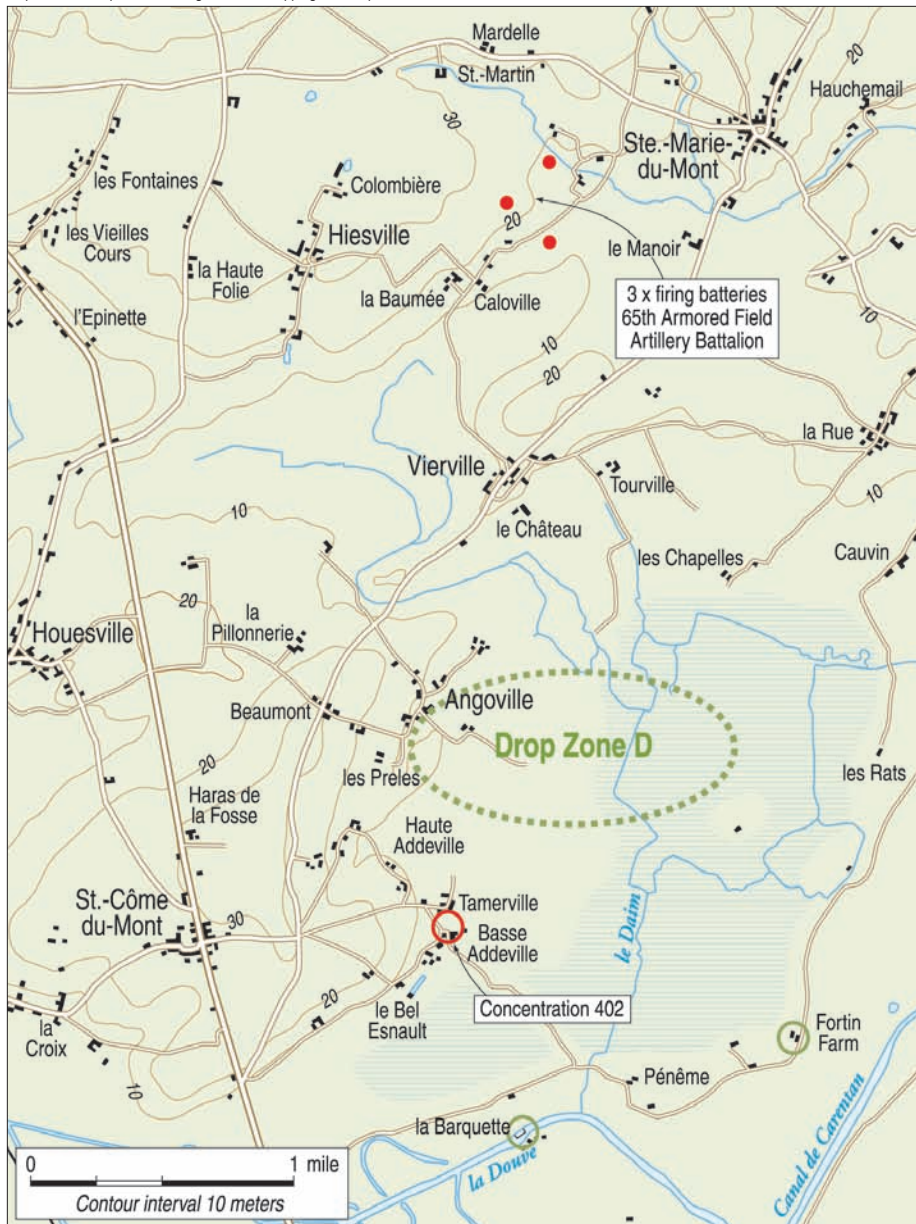 Mardelle
St.-Martin
20
Hauchemail
30
Ste.-Marie-
du-Mont
les Fontaines
Colombière
les Vieilles
Cours
Hiesville
20
le Manoir
la Haute
Folie
la Baumée
Caloville
3 x firing batteries
65th Armored Field
Artillery Battalion
10
l'Epinette
10
20
la Rue
Vierville
Tourville
10
le Château
10
les Chapelles
Cauvin
20
la
Pillonnerie
Houesville
Angoville
Beaumont
Drop Zone D
20
les Preles
les Rats
Haras de
la Fosse
Haute
Addeville
St.-Côme
du-Mont
30
Tamerville
Basse
Addeville
le Daim
20
le Bel
Esnault
Concentration 402
la
Croix
Fortin
Farm
10
Pénême
la Barquette
la Douve
Canal de Carentan
0 1 mile
Contour interval 10 meters